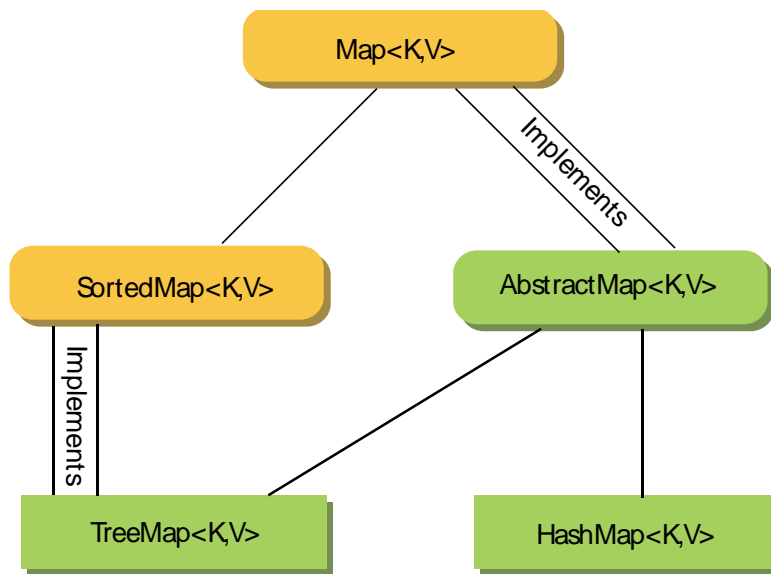 Map<K,V>
Implements
SortedMap<K,V>
AbstractMap<K,V>
Implements
TreeMap<K,V>
HashMap<K,V>